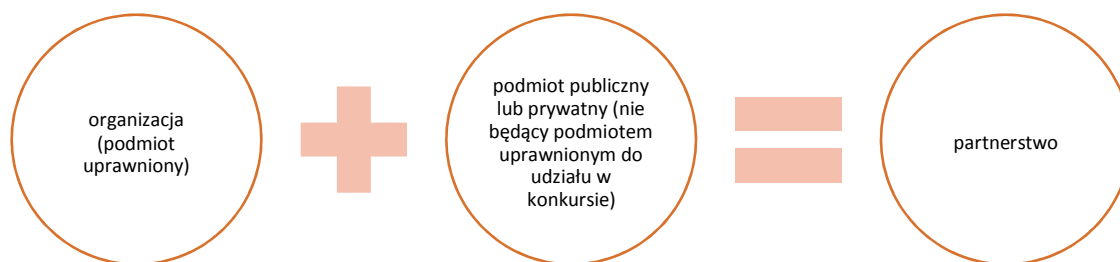 organizacja
(podmiot
uprawniony)
podmiot publiczny
lub prywatny (nie
będący podmiotem
uprawnionym do
udziału w
konkursie)
partnerstwo